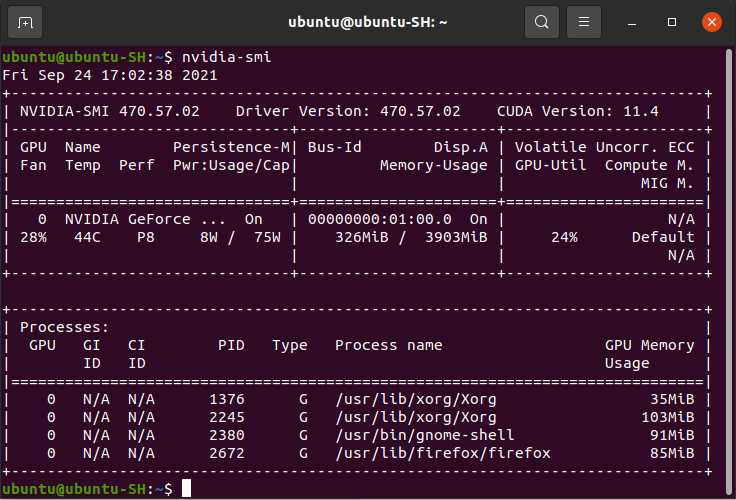 ubuntu@ubuntu-SH: ~
ubuntu@ubuntu-SH:~$ nvidia-smi
Fri Sep 24 17:02:38 2021
+-----------------------------------------------------------------------------+
| NVIDIA-SMI 470.57.02    Driver Version: 470.57.02    CUDA Version: 11.4     |
|-------------------------------+----------------------+----------------------+
| GPU  Name        Persistence-M| Bus-Id        Disp.A | Volatile Uncorr. ECC |
| Fan  Temp  Perf  Pwr:Usage/Cap|         Memory-Usage | GPU-Util  Compute M. |
|                               |                      |               MIG M. |
|===============================+======================+======================|
|   0  NVIDIA GeForce ...  On   | 00000000:01:00.0  On |                  N/A |
| 28%   44C    P8     8W /  75W |    326MiB /  3903MiB |     24%      Default |
|                               |                      |                  N/A |
+-------------------------------+----------------------+----------------------+

+-----------------------------------------------------------------------------+
| Processes:                                                                  |
|  GPU   GI   CI        PID   Type   Process name                  GPU Memory |
|        ID   ID                                                   Usage      |
|=============================================================================|
|    0   N/A  N/A      1376      G   /usr/lib/xorg/Xorg                 35MiB |
|    0   N/A  N/A      2245      G   /usr/lib/xorg/Xorg                103MiB |
|    0   N/A  N/A      2380      G   /usr/bin/gnome-shell               91MiB |
|    0   N/A  N/A      2672      G   /usr/lib/firefox/firefox           85MiB |
+-----------------------------------------------------------------------------+
ubuntu@ubuntu-SH:~$